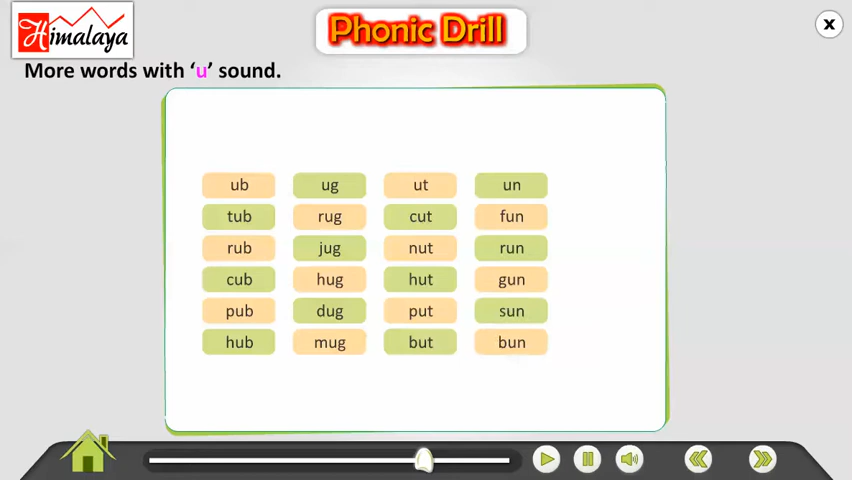 Himalaya
Phonic Drill
X
More words with ‘u’ sound.
ub ug ut un
tub rug cut fun
rub jug nut run
cub hug hut gun
pub dug put sun
hub mug but bun